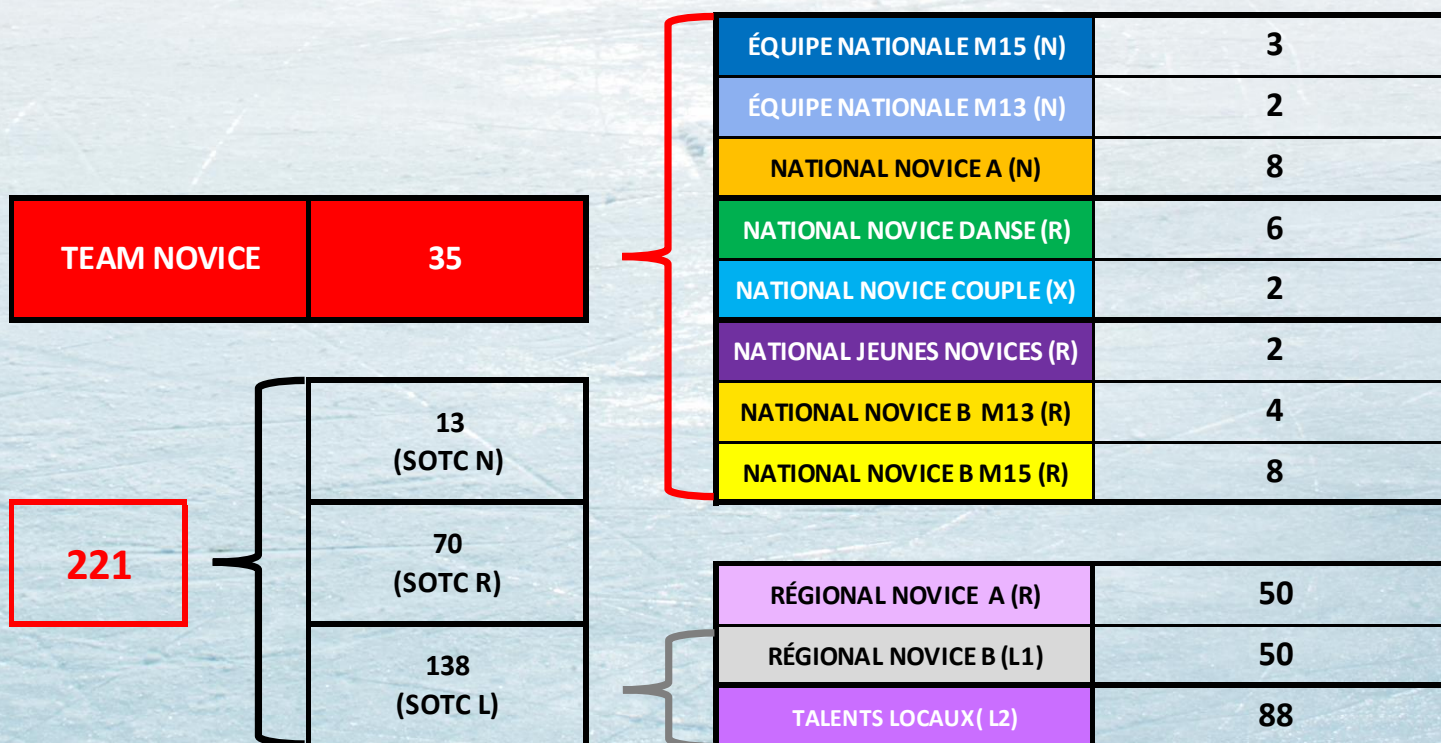 ÉQUIPE NATIONALE M15 (N) 3
ÉQUIPE NATIONALE M13 (N) 2
NATIONAL NOVICE A (N) 8
NATIONAL NOVICE DANSE (R) 6
NATIONAL NOVICE COUPLE (X) 2
NATIONAL JEUNES NOVICES (R) 2
NATIONAL NOVICE B M13 (R) 4
NATIONAL NOVICE B M15 (R) 8
TEAM NOVICE 35
221
13
(SOTC N)
70
(SOTC R)
138
(SOTC L)
RÉGIONAL NOVICE A (R) 50
RÉGIONAL NOVICE B (L1) 50
TALENTS LOCAUX( L2) 88